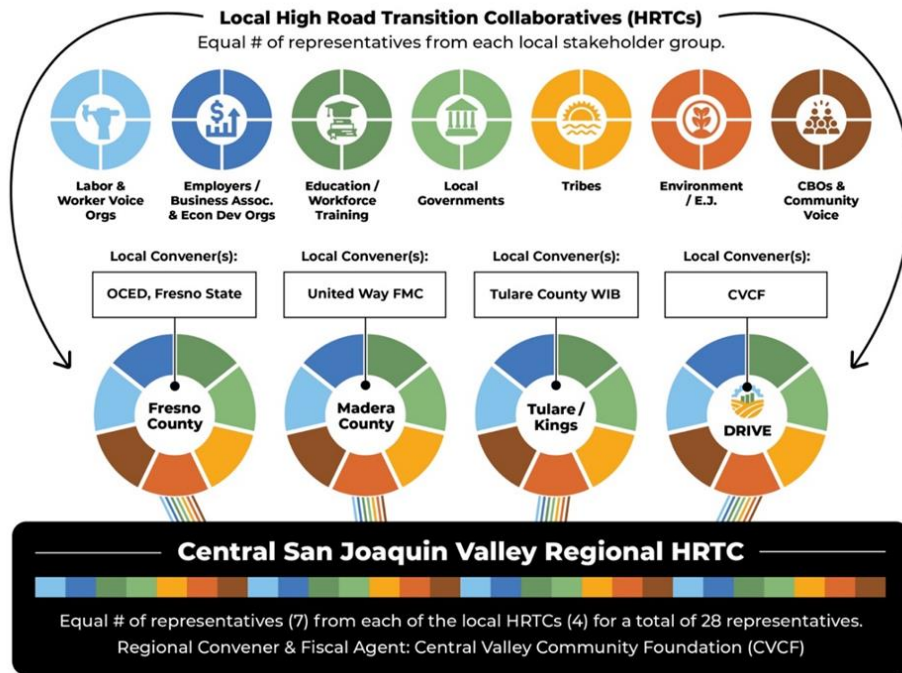 Local High Road Transition Collaboratives (HRTCs)
Equal # of representatives from each local stakeholder group.
$
Labor &
Worker Voice
Orgs
Employers /
Business Assoc.
& Econ Dev Orgs
Education /
Workforce
Training
Local
Governments
Tribes
Environment
/ E.J.
CBOs &
Community
Voice
Local Convener(s):
OCED, Fresno State
Local Convener(s):
United Way FMC
Local Convener(s):
Tulare County WIB
Local Convener(s):
CVCF
Fresno
County
Madera
County
Tulare /
Kings
DRIVE
Central San Joaquin Valley Regional HRTC
Equal # of representatives (7) from each of the local HRTCs (4) for a total of 28 representatives.
Regional Convener & Fiscal Agent: Central Valley Community Foundation (CVCF)